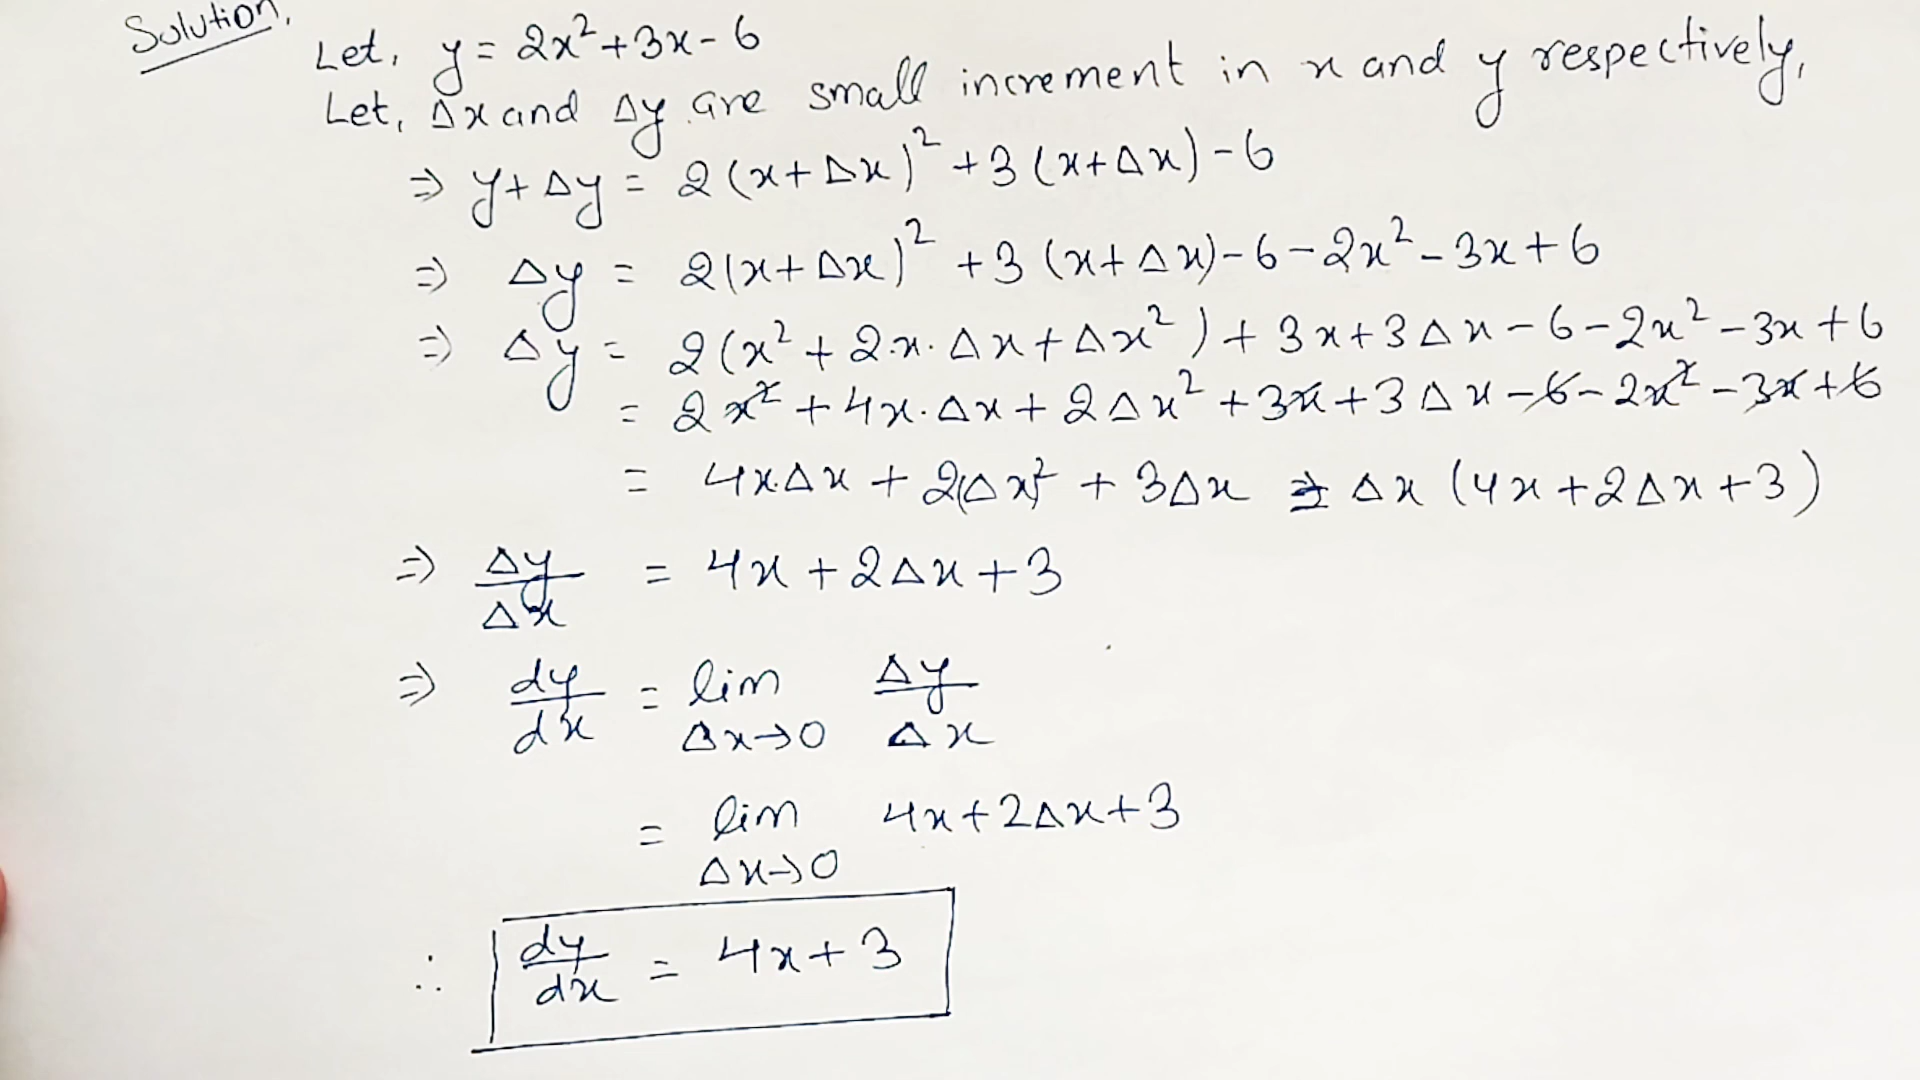 Solution,
Let, y = 2x²+3x-6
Let, Δx and Δy are small increment in x and y respectively,
⇒ y+Δy = 2(x+Δx)²+3(x+Δx)-6
⇒ Δy = 2(x+Δx)²+3(x+Δx)-6-2x²-3x+6
⇒ Δy = 2(x²+2.x.Δx+Δx²)+3x+3Δx-6-2x²-3x+6
= 2x²+4x.Δx+2Δx²+3x+3Δx-6-2x²-3x+6
= 4x.Δx+2(Δx)²+3Δx = Δx(4x+2Δx+3)
⇒ Δy/Δx = 4x+2Δx+3
⇒ dy/dx = lim Δx→0 Δy/Δx
= lim Δx→0 4x+2Δx+3
∴ dy/dx = 4x+3